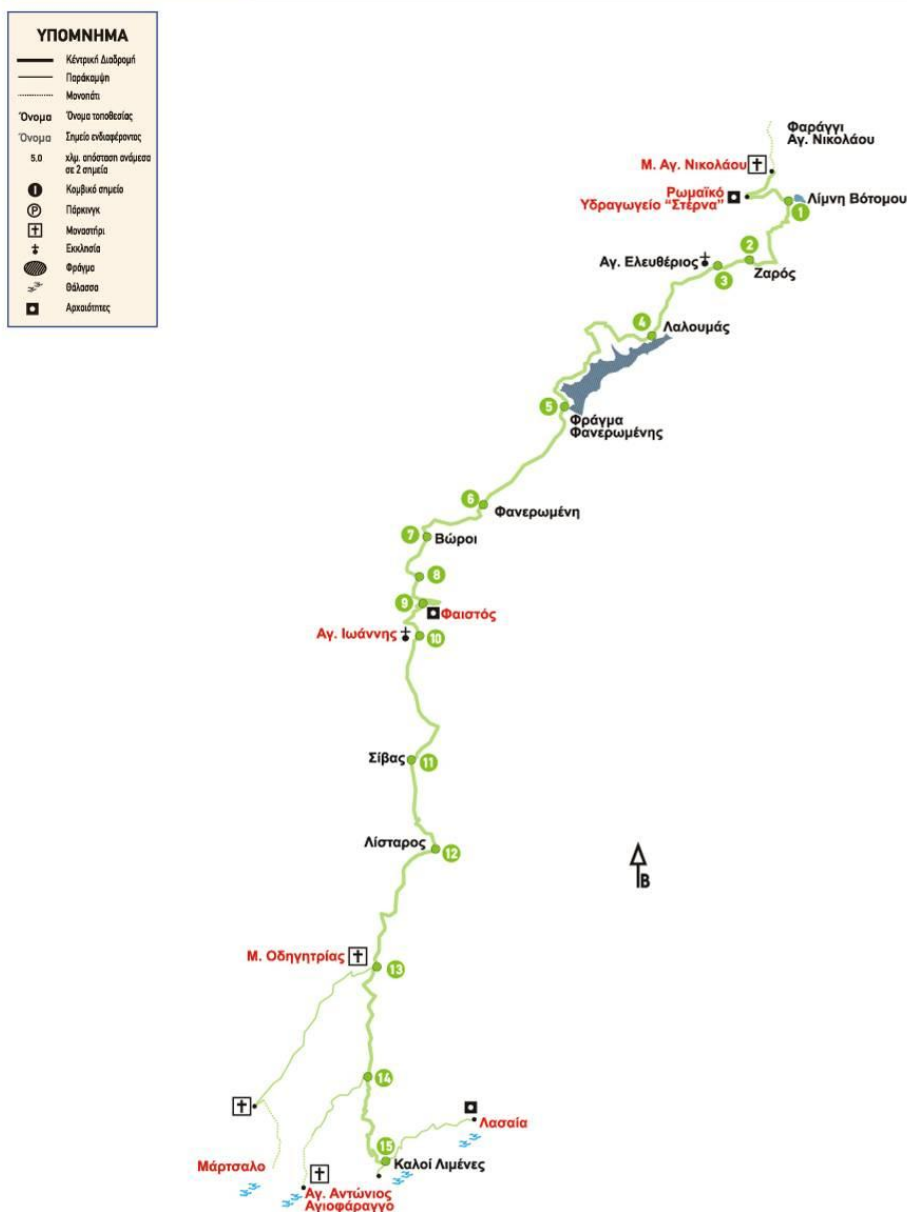 ΥΠΟΜΝΗΜΑ
Κέντρική Διαδρομή
Παράκαμψη
Μονοπάτι
Όνομα Όνομα τοποθεσίας
Όνομα Σημείο ενδιαφέροντος
5.0 χλμ. απόσταση ανάμεσα
σε 2 σημεία
1 Κομβικό σημείο
P Πάρκινγκ
Μοναστήρι
Εκκλησία
Φράγμα
Θάλασσα
Αρχαιότητες
Φαράγγι
Αγ. Νικολάου
Μ. Αγ. Νικολάου
Ρωμαϊκό
Υδραγωγείο "Στέρνα"
1
Λίμνη Βότομου
Αγ. Ελευθέριος
2
3
Ζαρός
4
Λαλουμάς
5
Φράγμα
Φανερωμένης
6
Φανερωμένη
7
Βώροι
8
9
Φαιστός
Αγ. Ιωάννης
10
Σίβας
11
Λίσταρος
12
Β
Μ. Οδηγητρίας
13
14
Λασαία
15
Καλοί Λιμένες
Μάρτσαλο
Αγ. Αντώνιος
Αγιοφάραγγο